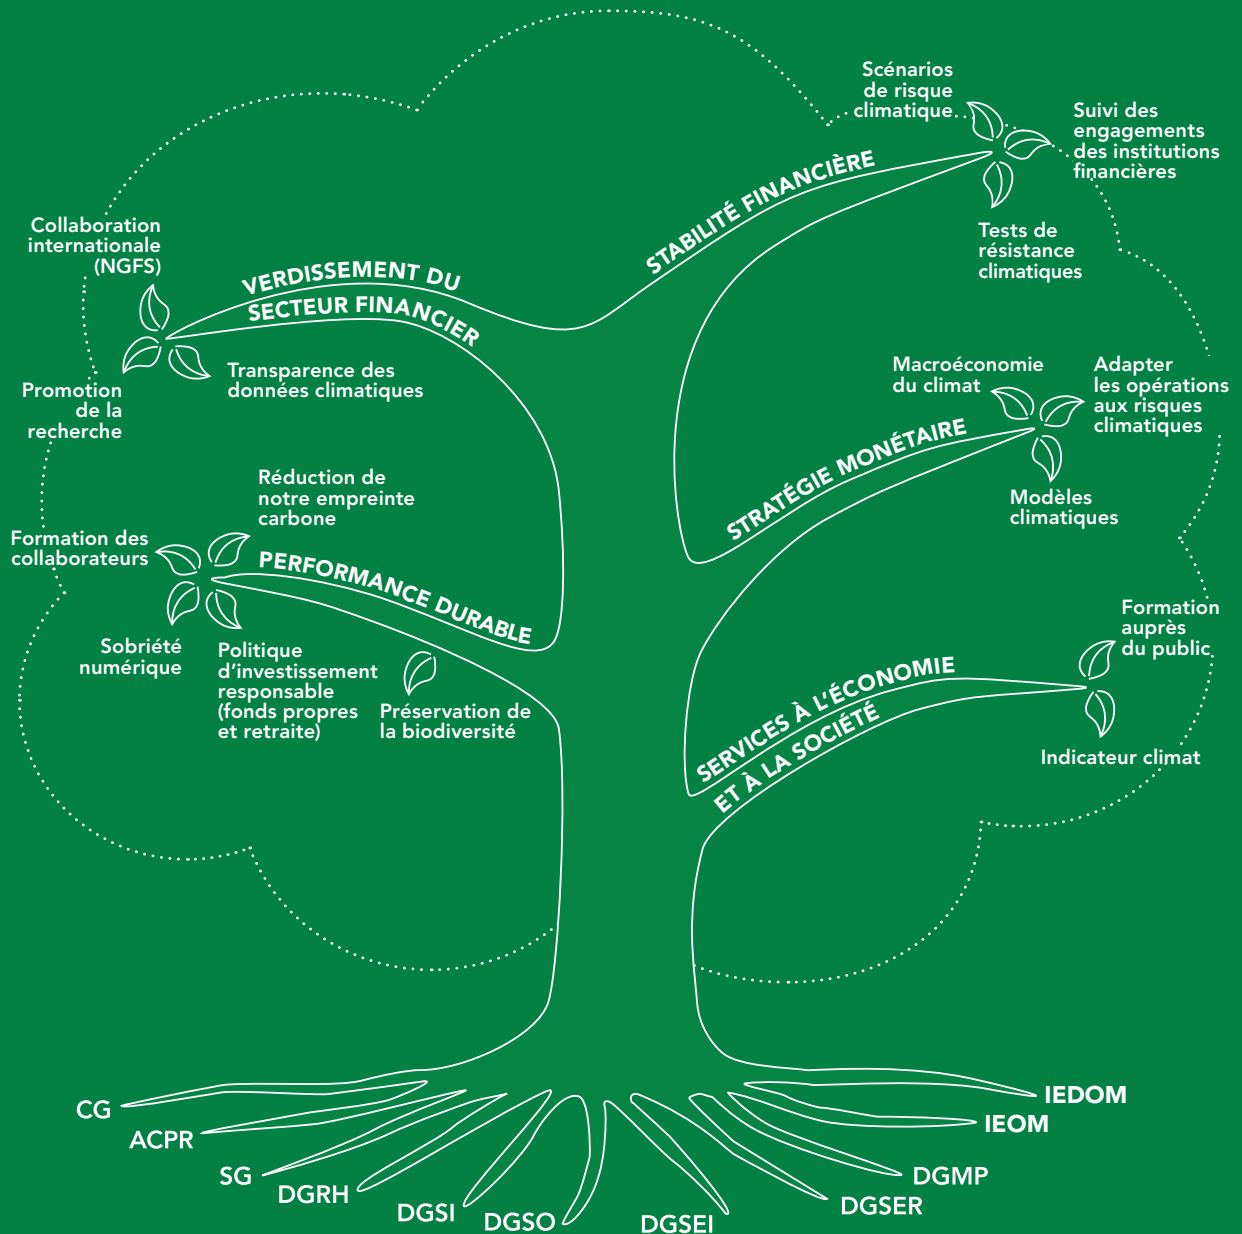 Scénarios
de risque
climatique
Suivi des
engagements
des institutions
financières
STABILITÉ FINANCIÈRE
Tests de
résistance
climatiques
Collaboration
internationale
(NGFS)
VERDISSEMENT DU
SECTEUR FINANCIER
Promotion
de la
recherche
Transparence des
données climatiques
Macroéconomie
du climat
Adapter
les opérations
aux risques
climatiques
STRATÉGIE MONÉTAIRE
Modèles
climatiques
Réduction de
notre empreinte
carbone
Formation des
collaborateurs
PERFORMANCE DURABLE
Sobriété
numérique
Politique
d’investissement
responsable
(fonds propres
et retraite)
Préservation de
la biodiversité
Formation
auprès
du public
SERVICES À L’ÉCONOMIE
ET À LA SOCIÉTÉ
Indicateur climat
CG
ACPR
SG
DGRH
DGSI
DGSO
DGSEI
DGSER
DGMP
IEOM
IEDOM